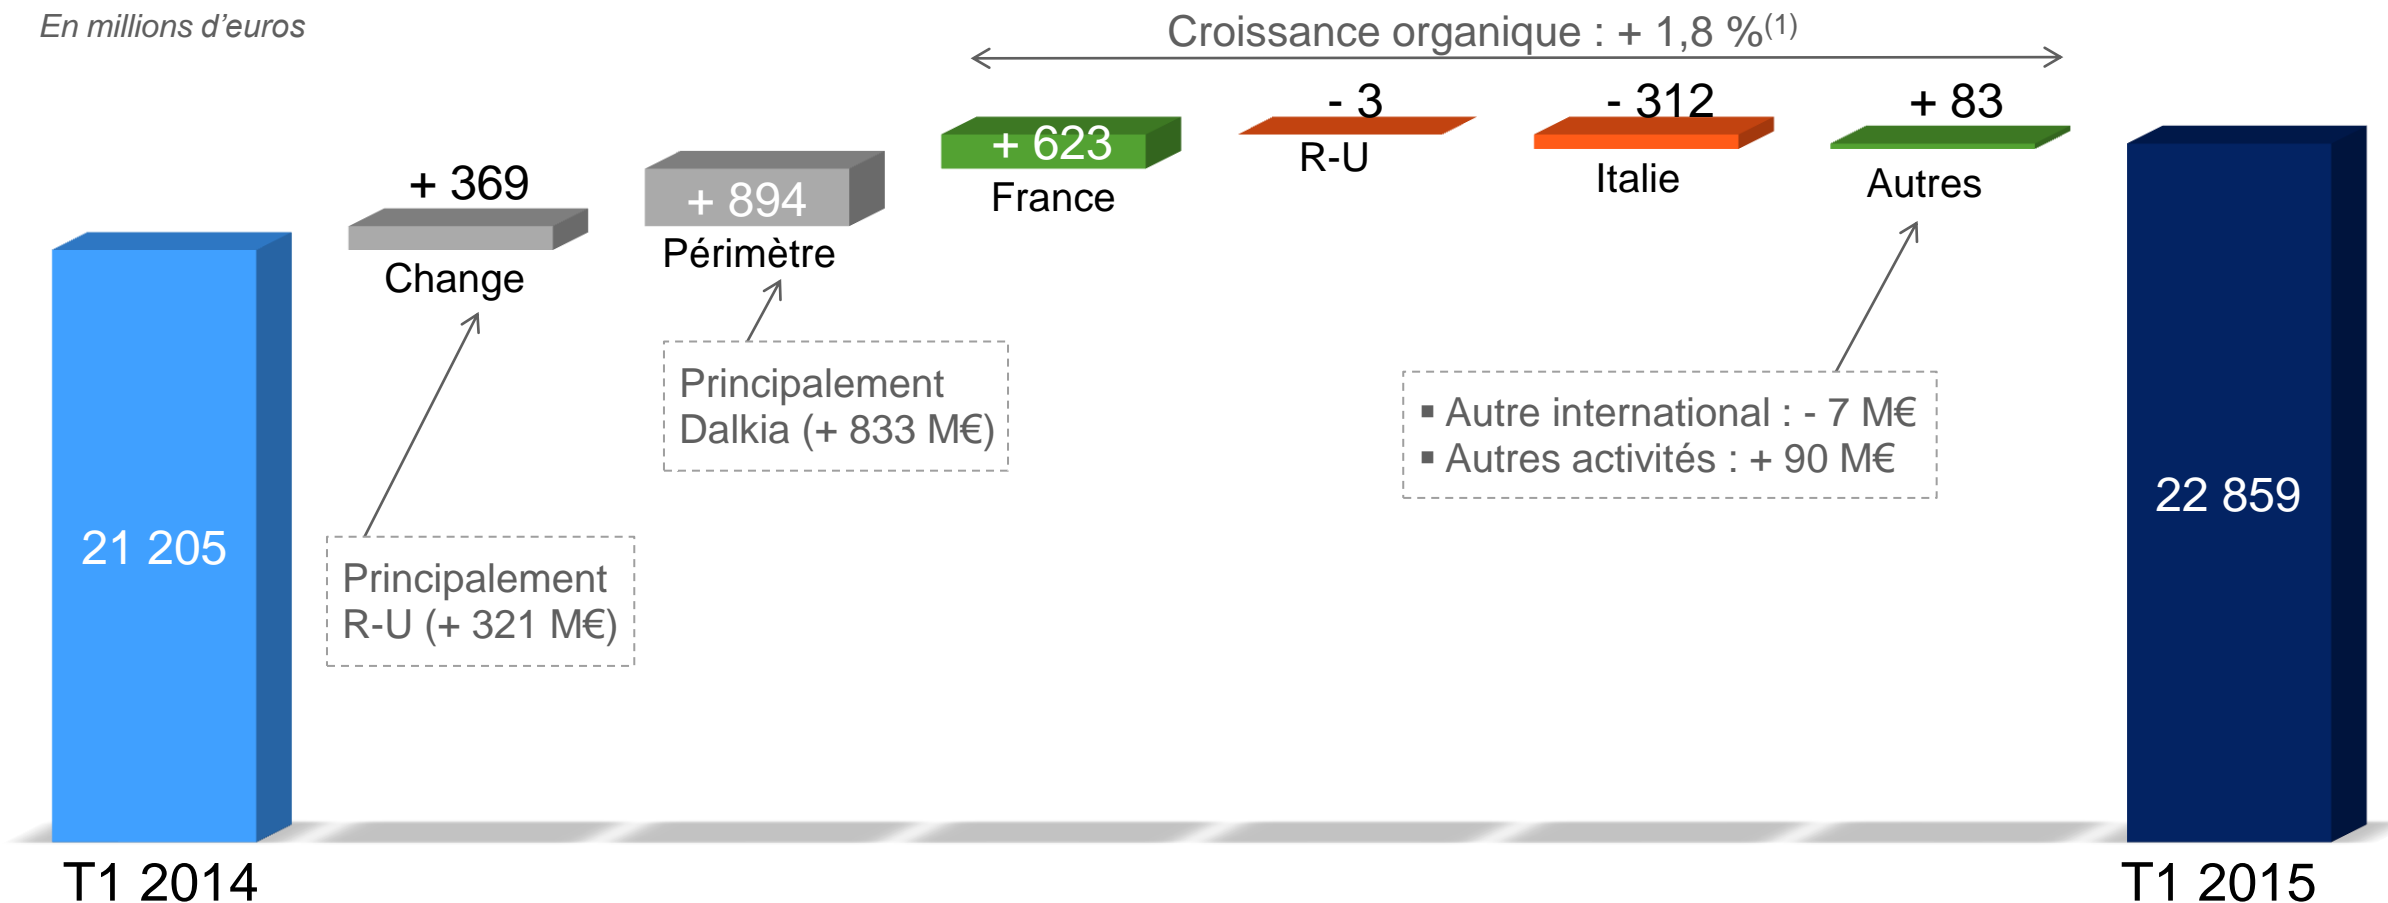 En millions d’euros
Croissance organique : + 1,8 %(1)
+ 369
Change
+ 894
Périmètre
+ 623
France
- 3
R-U
- 312
Italie
+ 83
Autres
Principalement
Dalkia (+ 833 M€)
▪ Autre international : - 7 M€
▪ Autres activités : + 90 M€
Principalement
R-U (+ 321 M€)
21 205
22 859
T1 2014
T1 2015